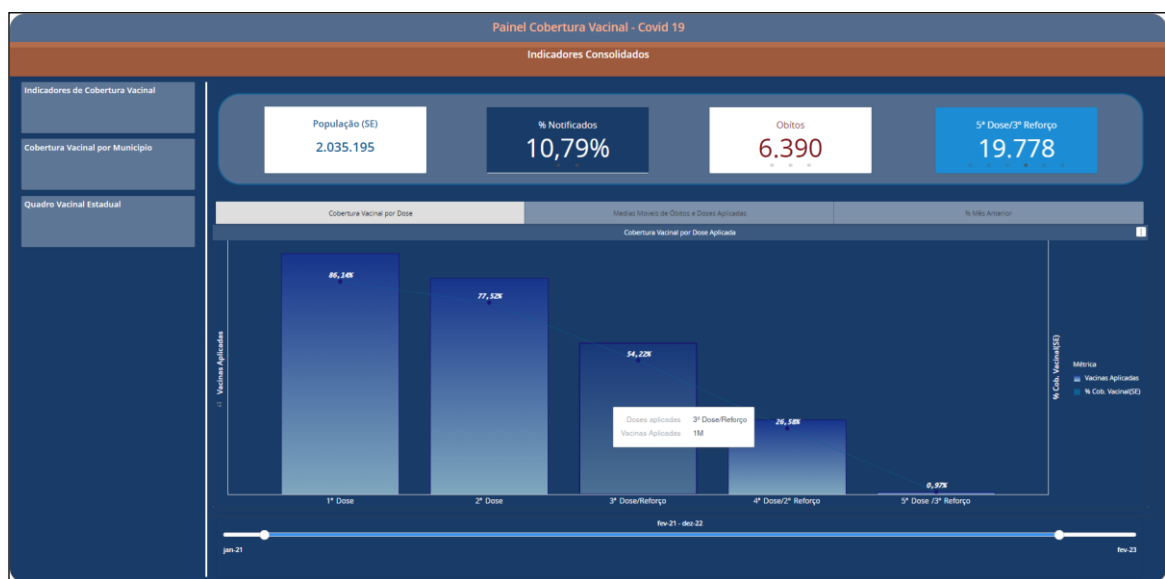 Painel Cobertura Vacinal - Covid 19
Indicadores Consolidados
Indicadores de Cobertura Vacinal
Cobertura Vacinal por Municipio
Quadro Vacinal Estadual
População (SE)
2.035.195
% Notificados
10,79%
Obítos
6.390
5ª Dose/3º Reforço
19.778
Cobertura Vacinal por Dose
Medias Moveis de Óbitos e Doses Aplicadas
% Mês Anterior
Cobertura Vacinal por Dose Aplicada
Vacinas Aplicadas
86,14%
77,52%
54,22%
26,58%
0,97%
Doses aplicadas 3ª Dose/Reforço
Vacinas Aplicadas 1M
1ª Dose
2ª Dose
3ª Dose/Reforço
4ª Dose/2º Reforço
5ª Dose /3º Reforço
% Cob. Vacinal(SE)
Métrica
Vacinas Aplicadas
% Cob. Vacinal(SE)
fev-21 - dez-22
jan-21
fev-23